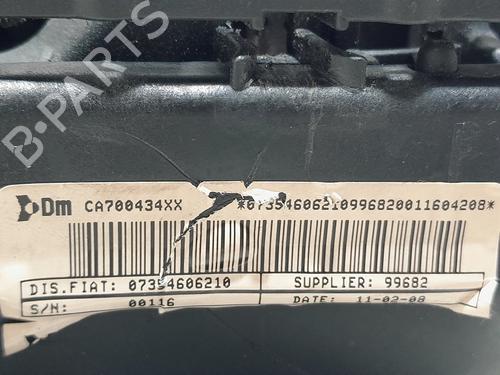 B-PARTS
Dm CA700434XX *07354606210996820011604208*
DIS.FIAT: 07354606210 SUPPLIER: 99682
S/N: 00116 DATE: 11-02-08